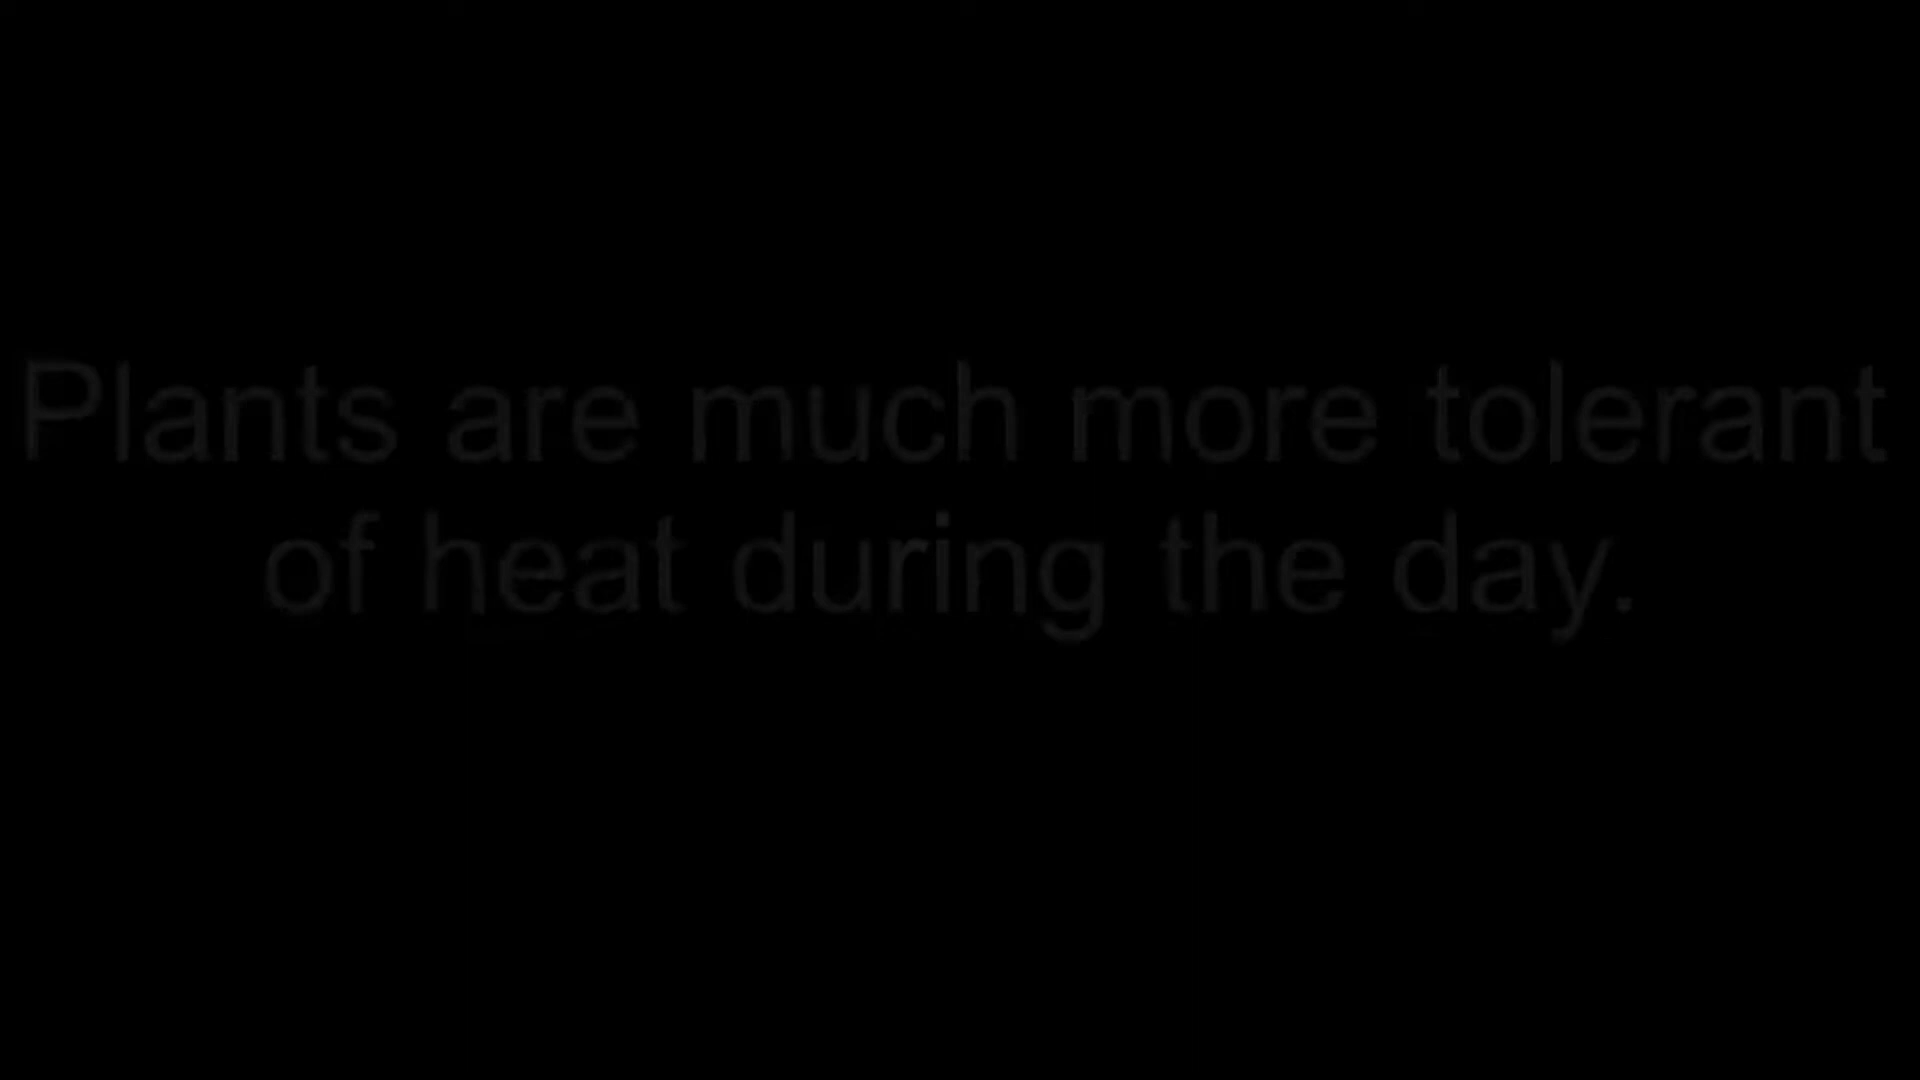 Plants are much more tolerant
of heat during the day.